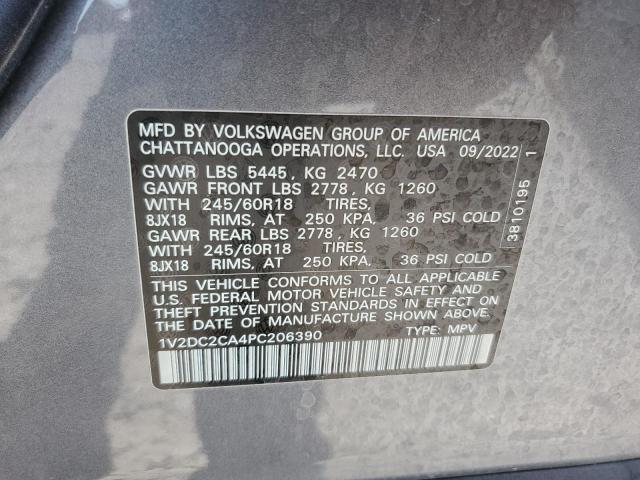 MFD BY VOLKSWAGEN GROUP OF AMERICA
CHATTANOOGA OPERATIONS, LLC. USA 09/2022
GVWR LBS 5445, KG 2470
GAWR FRONT LBS 2778, KG 1260
WITH 245/60R18 TIRES,
8JX18 RIMS, AT 250 KPA, 36 PSI COLD
GAWR REAR LBS 2778, KG 1260
WITH 245/60R18 TIRES,
8JX18 RIMS, AT 250 KPA, 36 PSI COLD
THIS VEHICLE CONFORMS TO ALL APPLICABLE
U.S. FEDERAL MOTOR VEHICLE SAFETY AND
THEFT PREVENTION STANDARDS IN EFFECT ON
THE DATE OF MANUFACTURE SHOWN ABOVE.
1V2DC2CA4PC206390 TYPE: MPV
3810195 1